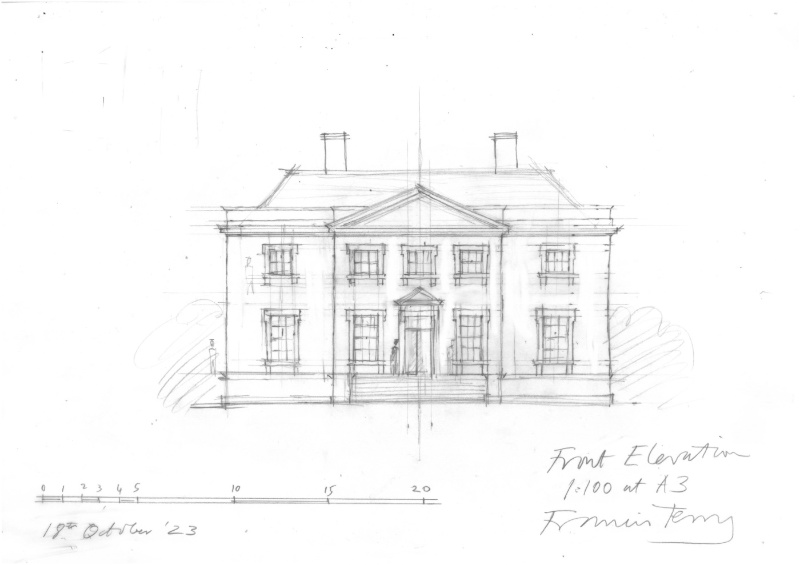 0 1 2 3 4 5 10 15 20
18th October '23
Front Elevation
1:100 at A3
Francis Terry